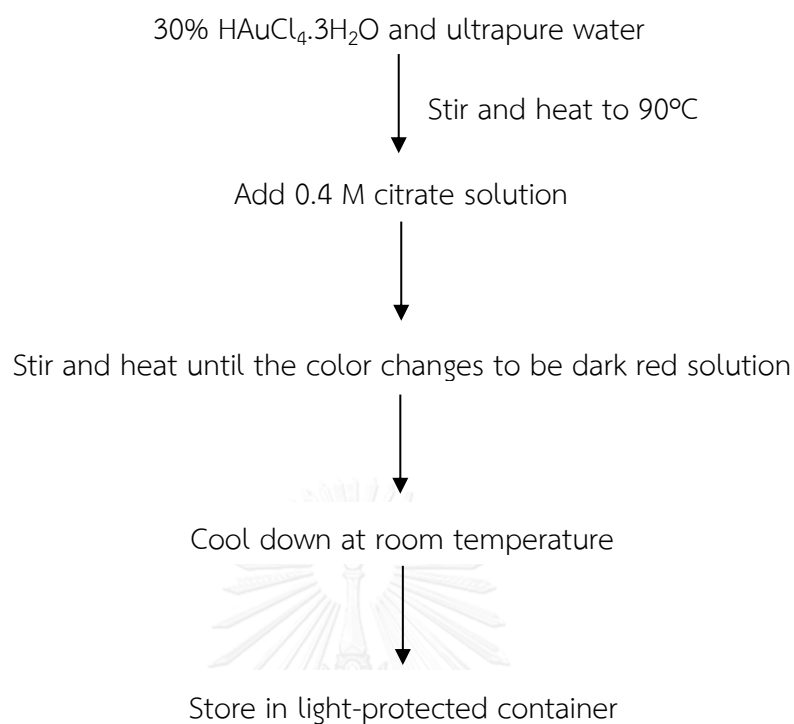 30% HAuCl₄.3H₂O and ultrapure water
Stir and heat to 90°C
Add 0.4 M citrate solution
Stir and heat until the color changes to be dark red solution
Cool down at room temperature
Store in light-protected container